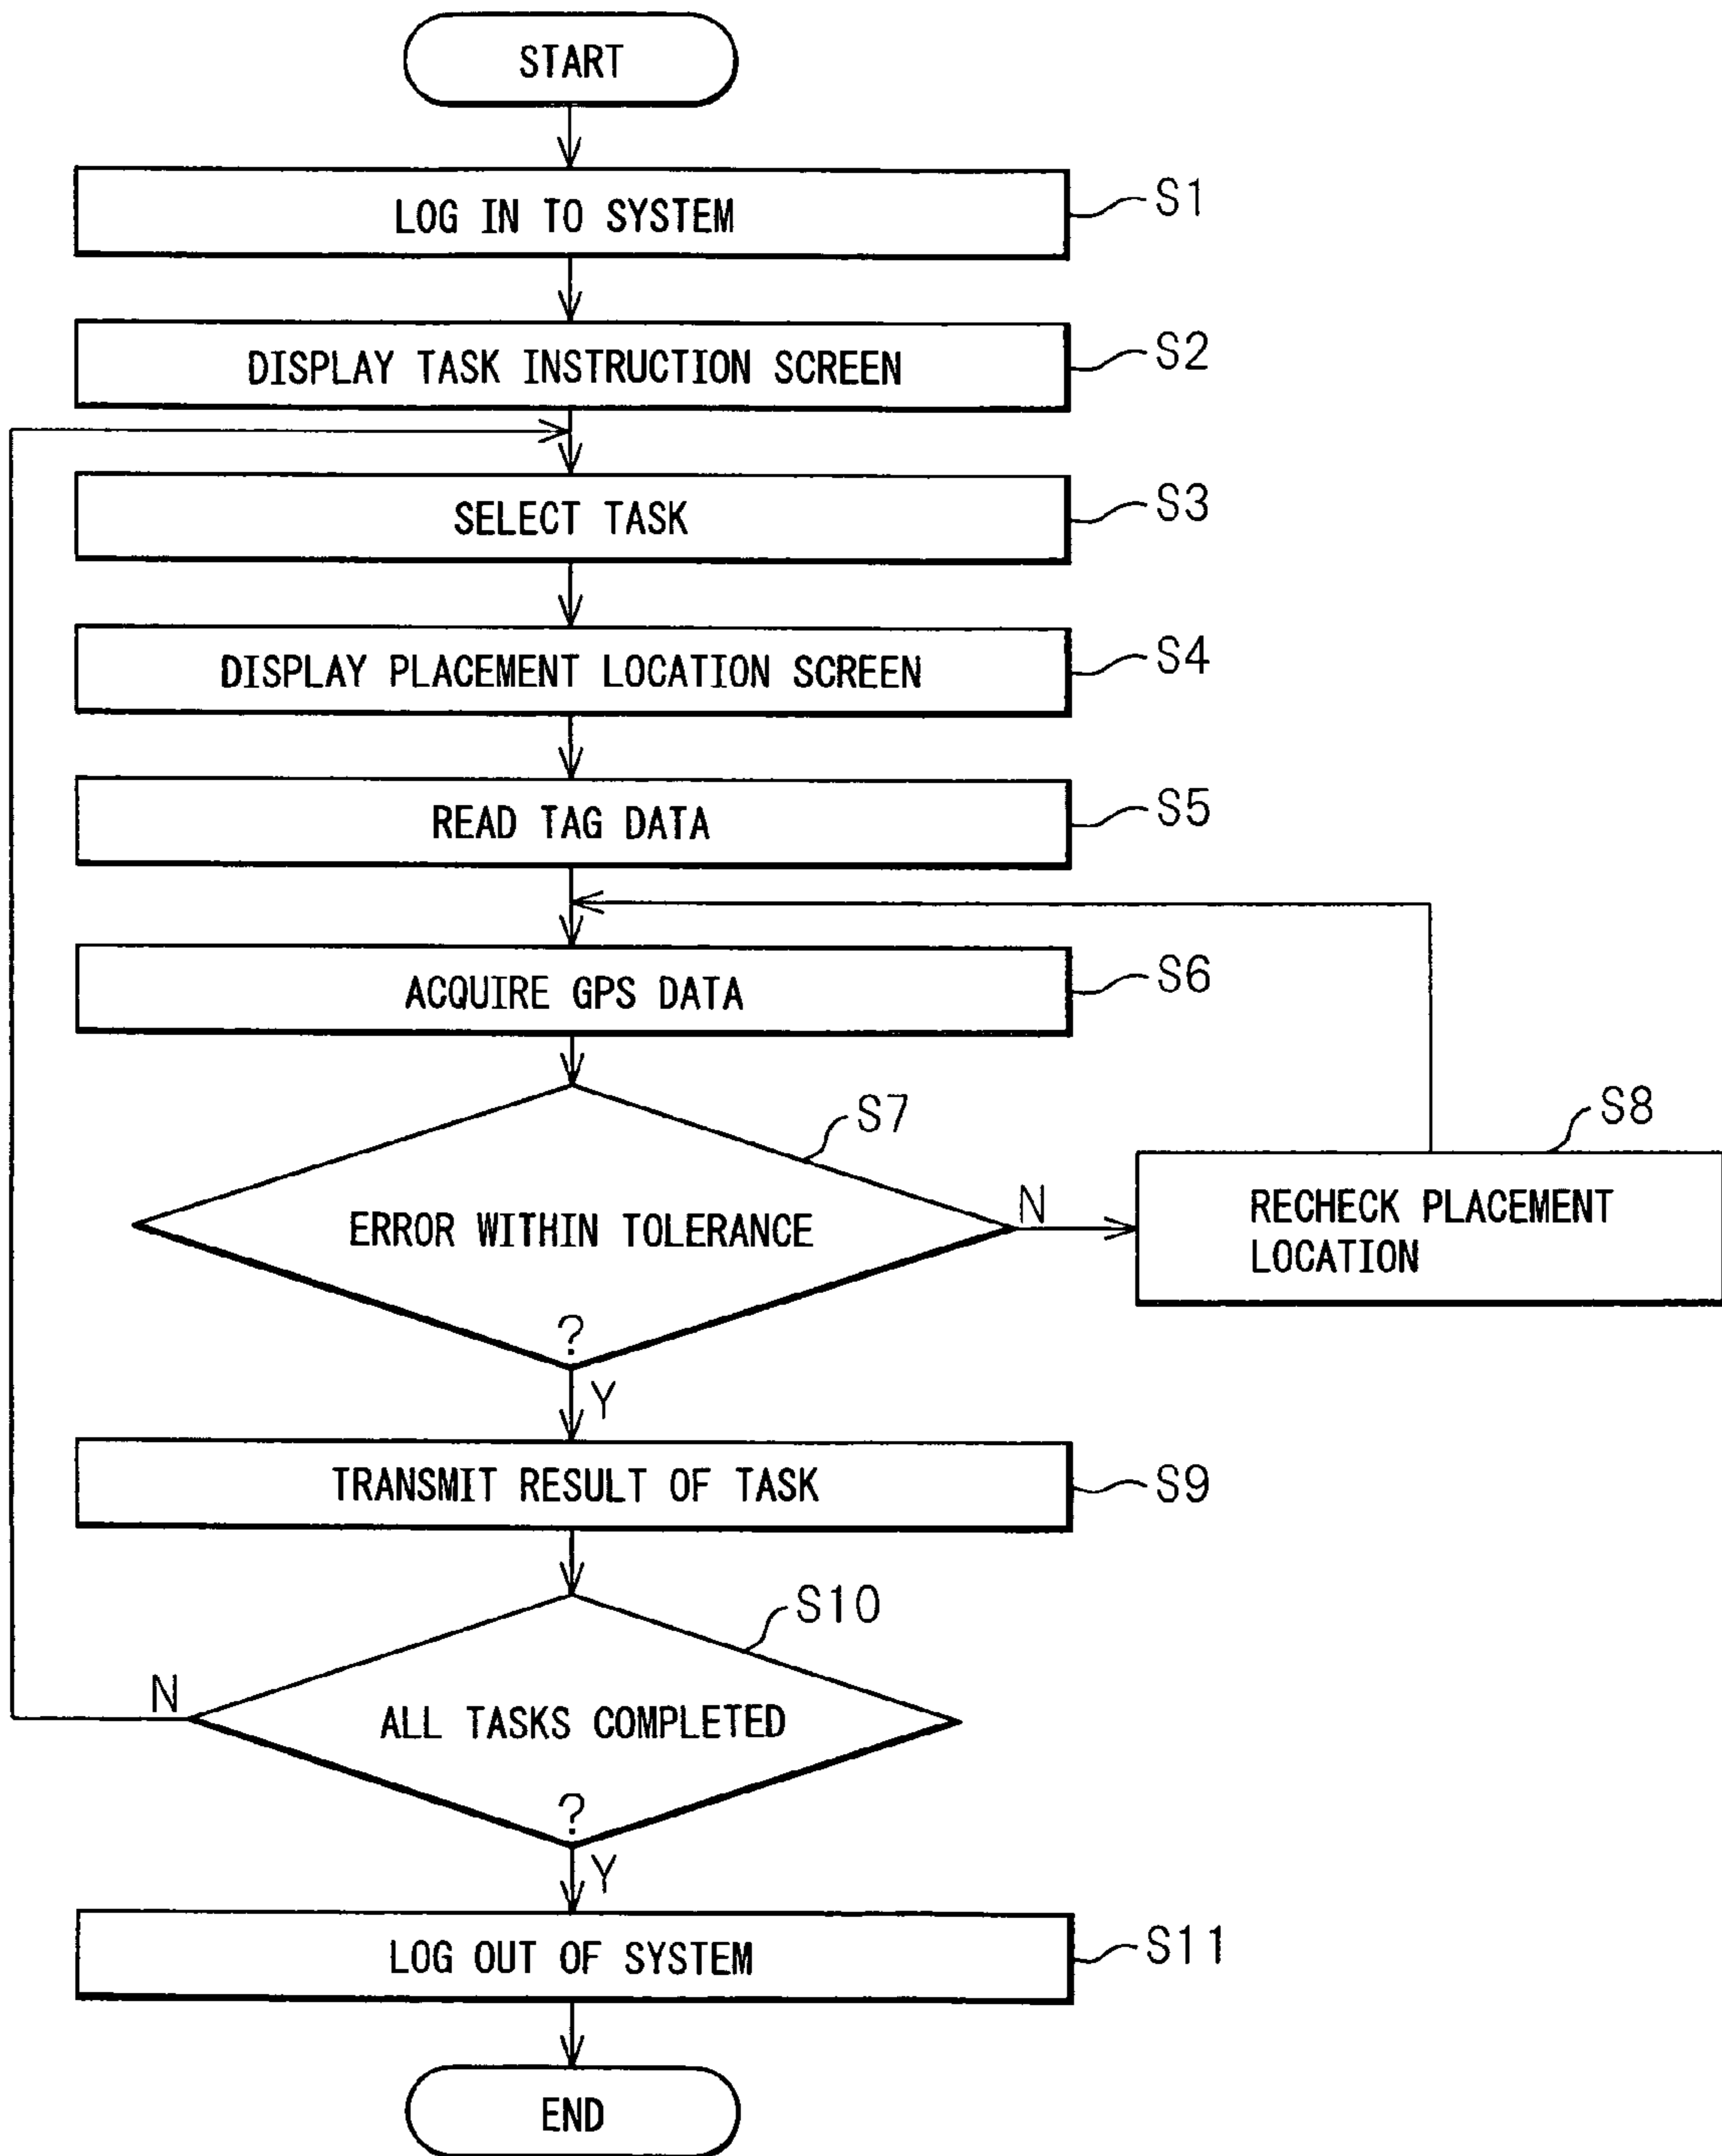 START
LOG IN TO SYSTEM
S1
DISPLAY TASK INSTRUCTION SCREEN
S2
SELECT TASK
S3
DISPLAY PLACEMENT LOCATION SCREEN
S4
READ TAG DATA
S5
ACQUIRE GPS DATA
S6
S7
ERROR WITHIN TOLERANCE
?
N
S8
RECHECK PLACEMENT
LOCATION
Y
TRANSMIT RESULT OF TASK
S9
S10
ALL TASKS COMPLETED
?
N
Y
LOG OUT OF SYSTEM
S11
END